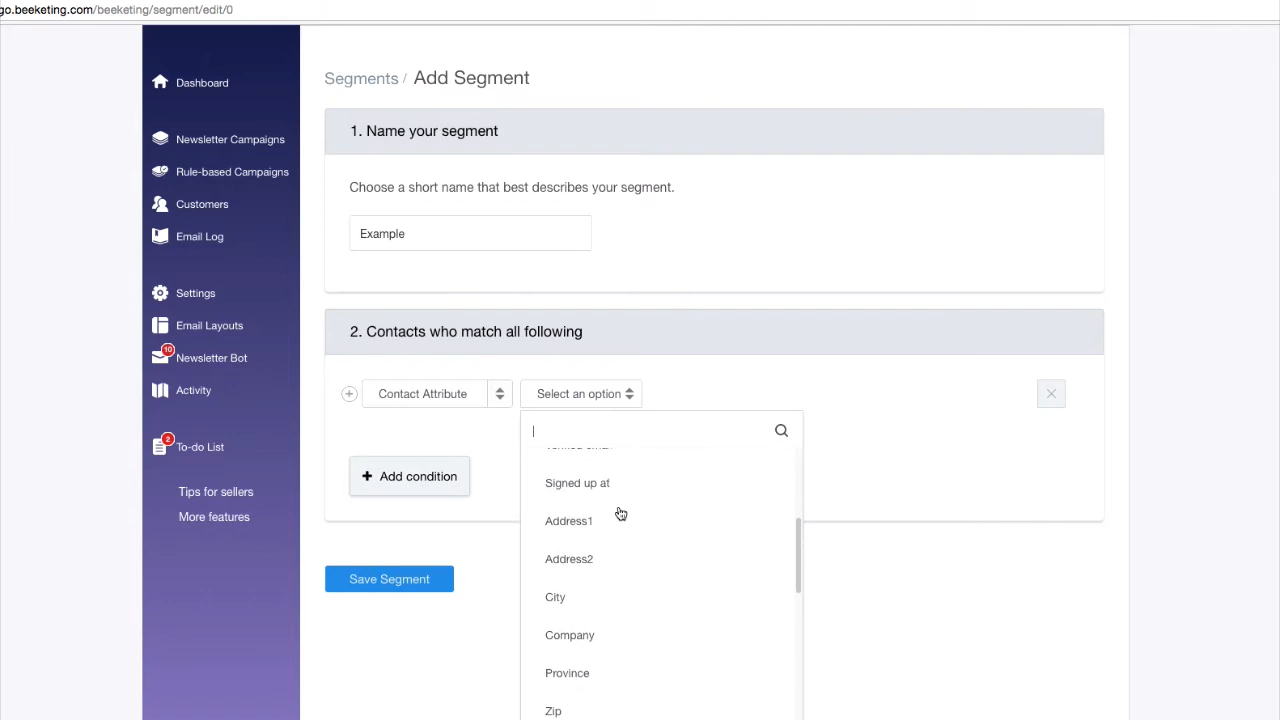 go.beeketing.com/beeketing/segment/edit/0
Dashboard
Newsletter Campaigns
Rule-based Campaigns
Customers
Email Log
Settings
Email Layouts
10
Newsletter Bot
Activity
2
To-do List
Tips for sellers
More features
Segments / Add Segment
1. Name your segment
Choose a short name that best describes your segment.
Example
2. Contacts who match all following
Contact Attribute
Select an option
+ Add condition
Signed up at
Address1
Address2
City
Company
Province
Zip
Save Segment